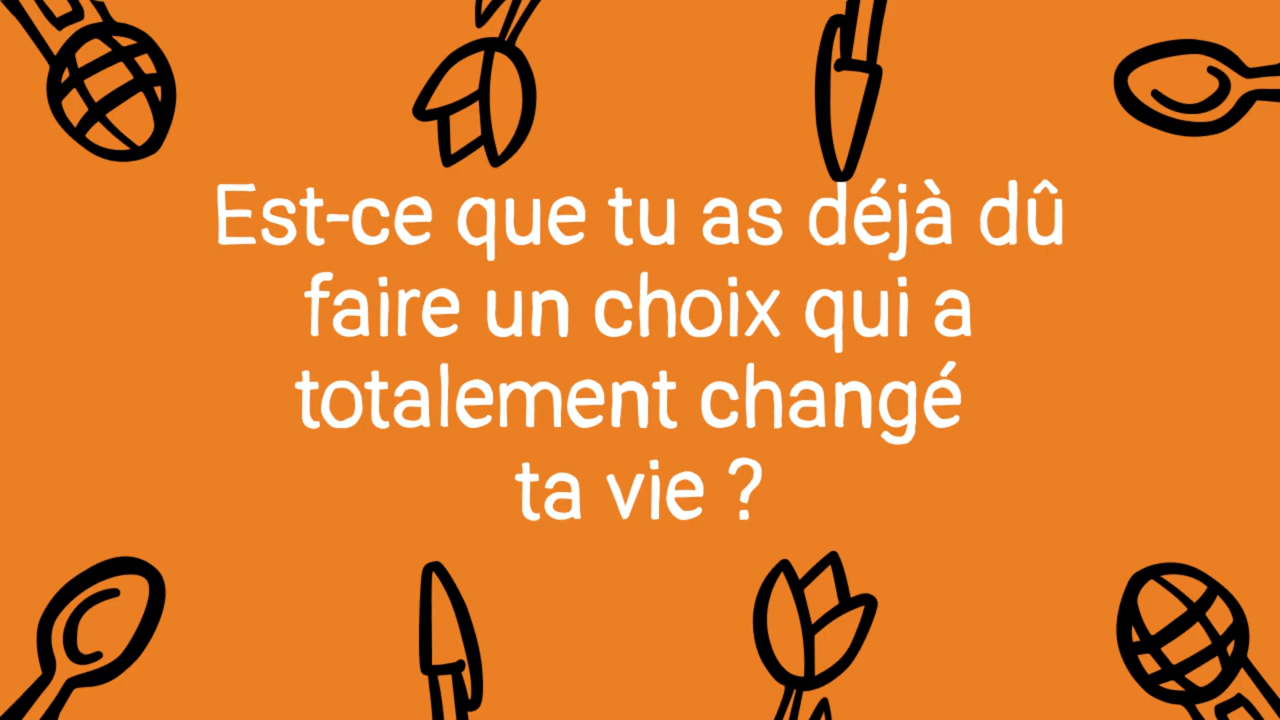 Est-ce que tu as déjà dû
faire un choix qui a
totalement changé
ta vie ?